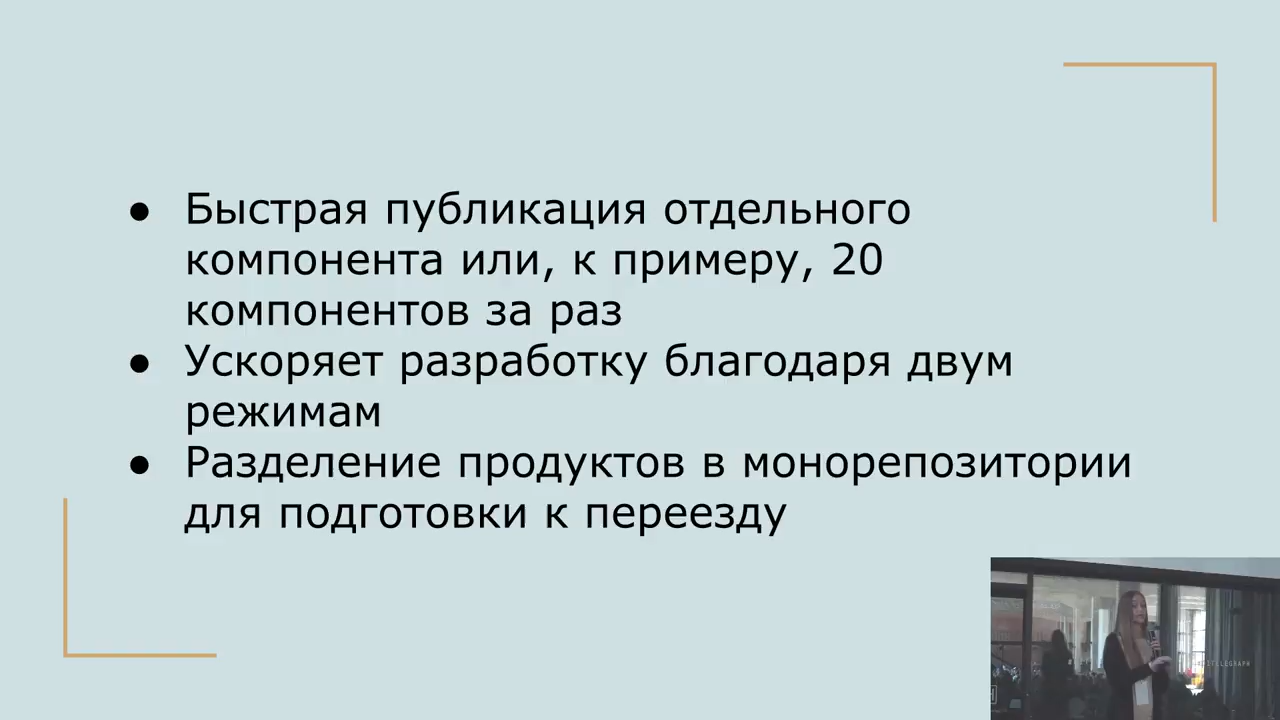 ● Быстрая публикация отдельного
компонента или, к примеру, 20
компонентов за раз
● Ускоряет разработку благодаря двум
режимам
● Разделение продуктов в монорепозитории
для подготовки к переезду